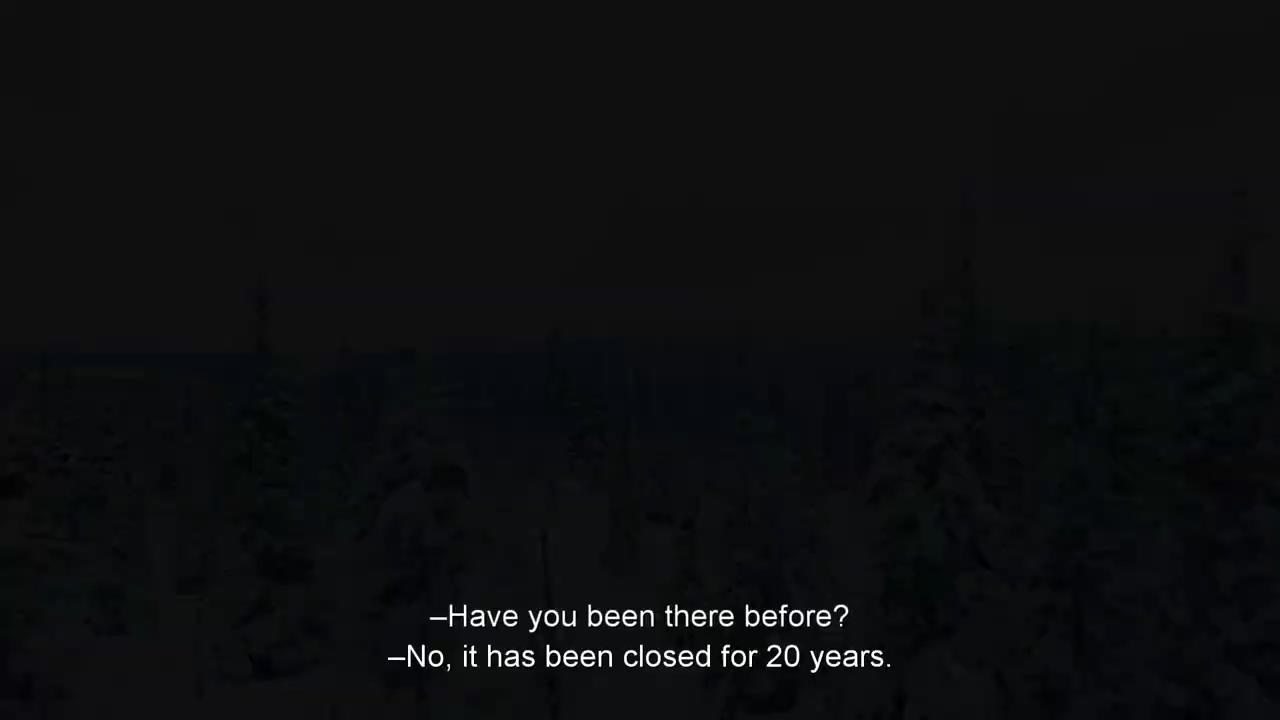 –Have you been there before?
–No, it has been closed for 20 years.